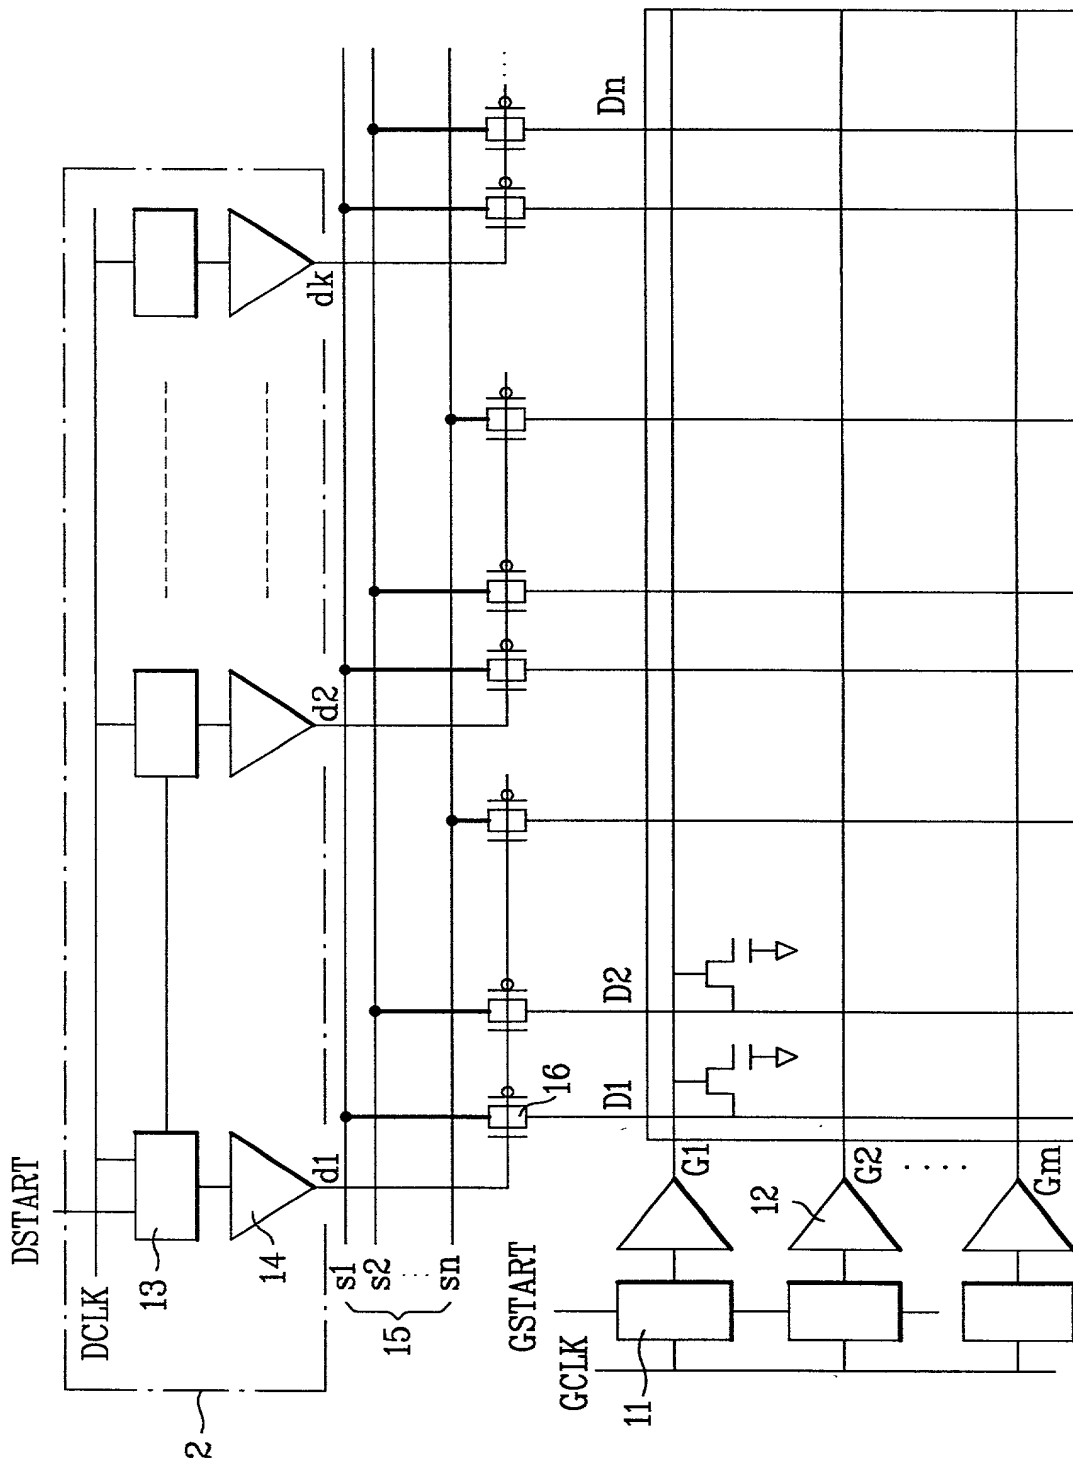 DSTART
DCLK
13
14
2
d1
d2
dk
s1
s2
.....
sn
15
16
D1
D2
Dn
GSTART
GCLK
11
12
G1
G2
.....
Gm